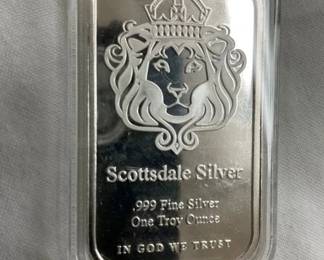 Scottsdale Silver
.999 Fine Silver
One Troy Ounce
IN GOD WE TRUST